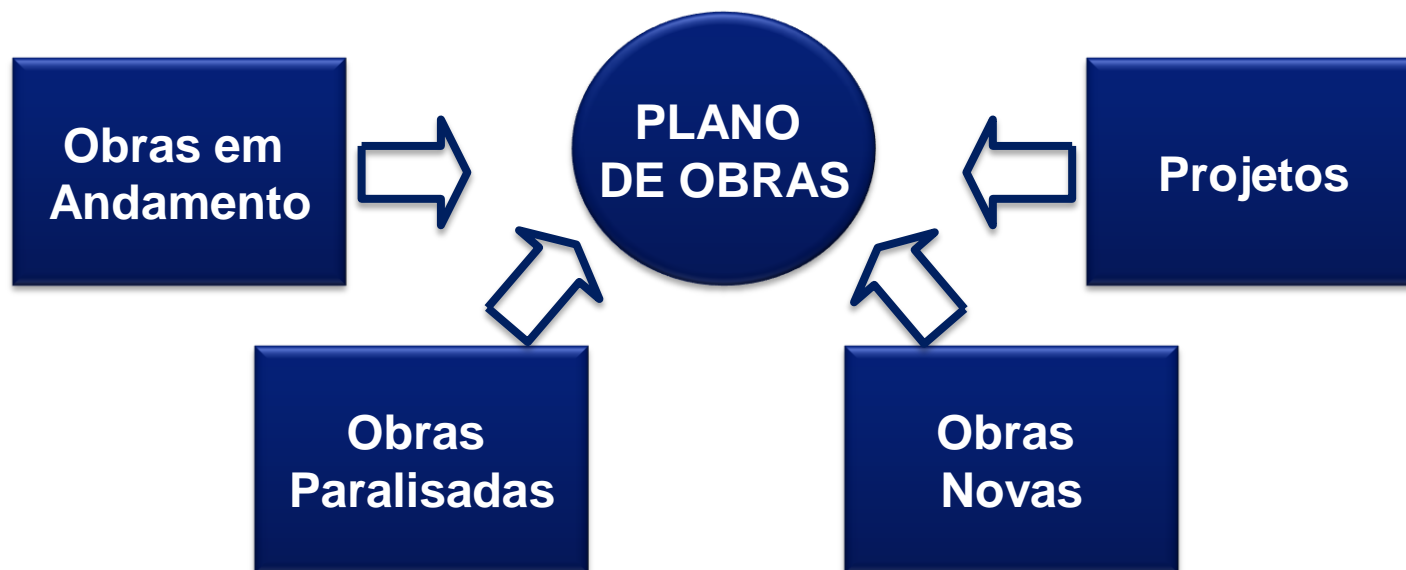 PLANO
DE OBRAS
Obras em
Andamento
Projetos
Obras
Paralisadas
Obras
Novas